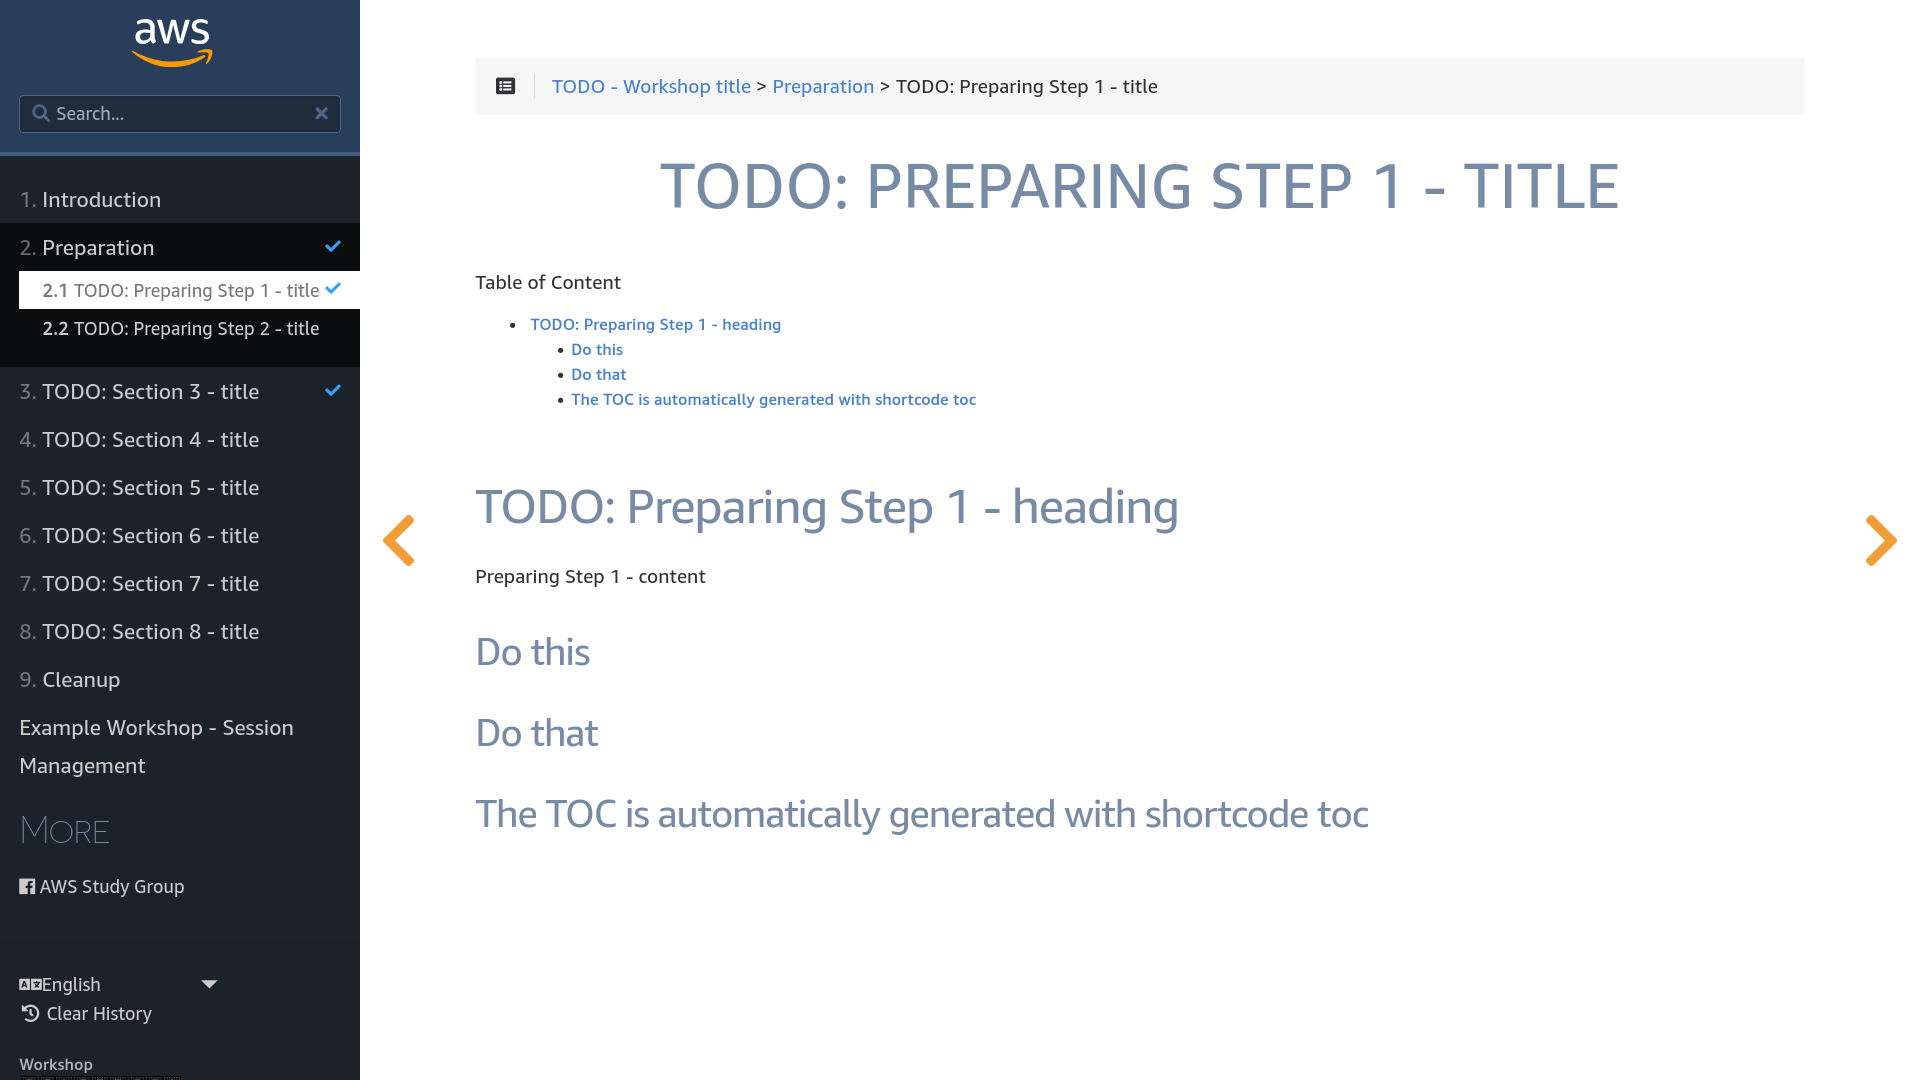 aws
Search...
1. Introduction
2. Preparation
2.1 TODO: Preparing Step 1 - title
2.2 TODO: Preparing Step 2 - title
3. TODO: Section 3 - title
4. TODO: Section 4 - title
5. TODO: Section 5 - title
6. TODO: Section 6 - title
7. TODO: Section 7 - title
8. TODO: Section 8 - title
9. Cleanup
Example Workshop - Session
Management
MORE
AWS Study Group
English
Clear History
Workshop
TODO - Workshop title > Preparation > TODO: Preparing Step 1 - title
TODO: PREPARING STEP 1 - TITLE
Table of Content
• TODO: Preparing Step 1 - heading
• Do this
• Do that
• The TOC is automatically generated with shortcode toc
TODO: Preparing Step 1 - heading
Preparing Step 1 - content
Do this
Do that
The TOC is automatically generated with shortcode toc